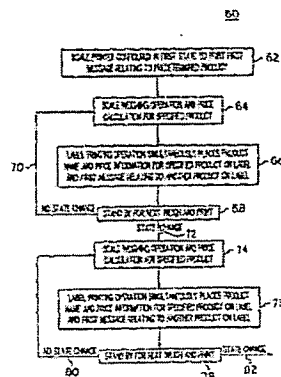 60
SCALE PRINTER CONFIGURED IN FIRST STATE TO PRINT FIRST
MESSAGE RELATING TO PREDETERMINED PRODUCT
62
SCALE WEIGHING OPERATION AND PRICE
CALCULATION FOR SPECIFIED PRODUCT
64
70
LABEL PRINTING OPERATION SIMULTANEOUSLY PLACES PRODUCT
NAME AND PRICE INFORMATION FOR SPECIFIED PRODUCT ON LABEL
AND FIRST MESSAGE RELATING TO ANOTHER PRODUCT ON LABEL
66
NO STATE CHANGE
STAND BY FOR NEXT WEIGH AND PRINT
68
STATE CHANGE
72
SCALE WEIGHING OPERATION AND PRICE
CALCULATION FOR SPECIFIED PRODUCT
74
LABEL PRINTING OPERATION SIMULTANEOUSLY PLACES PRODUCT
NAME AND PRICE INFORMATION FOR SPECIFIED PRODUCT ON LABEL
AND MESSAGE RELATING TO ANOTHER PRODUCT ON LABEL
NO STATE CHANGE
STAND BY FOR NEXT WEIGH AND PRINT
STATE CHANGE
80
78
82